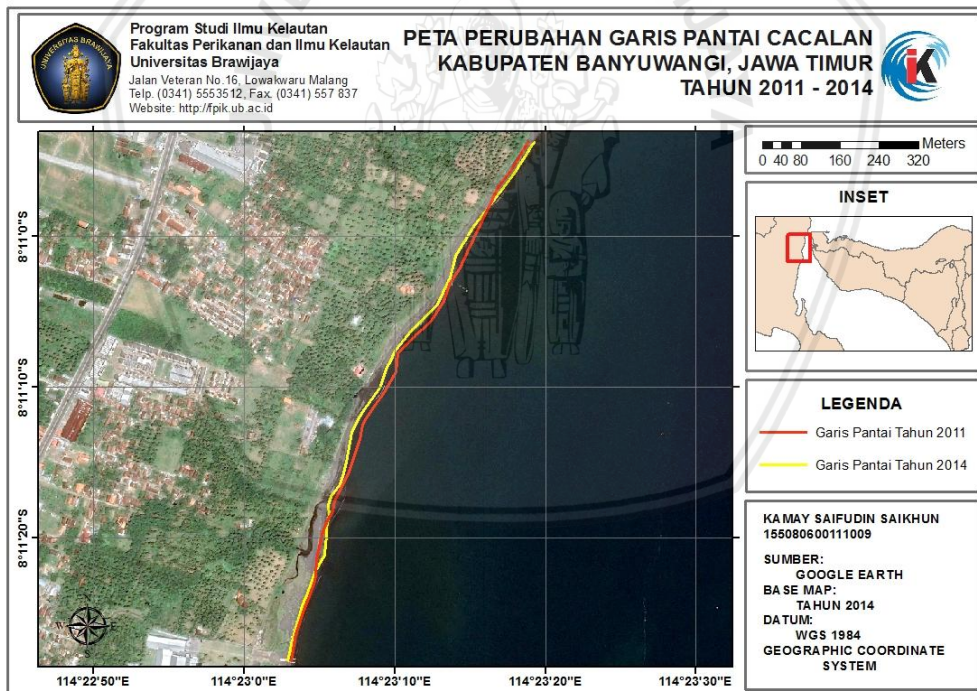 Program Studi Ilmu Kelautan
Fakultas Perikanan dan Ilmu Kelautan
Universitas Brawijaya
Jalan Veteran No.16, Lowakwaru Malang
Telp. (0341) 5553512, Fax. (0341) 557 837
Website: http://fpik.ub.ac.id
UNIVERSITAS BRAWIJAYA
PETA PERUBAHAN GARIS PANTAI CACALAN
KABUPATEN BANYUWANGI, JAWA TIMUR
TAHUN 2011 - 2014
iK
Meters
0 40 80 160 240 320
INSET
LEGENDA
Garis Pantai Tahun 2011
Garis Pantai Tahun 2014
KAMAY SAIFUDIN SAIKHUN
155080600111009
SUMBER:
GOOGLE EARTH
BASE MAP:
TAHUN 2014
DATUM:
WGS 1984
GEOGRAPHIC COORDINATE
SYSTEM
8°11'0"S
8°11'10"S
8°11'20"S
W E
S
114°22'50"E 114°23'0"E 114°23'10"E 114°23'20"E 114°23'30"E